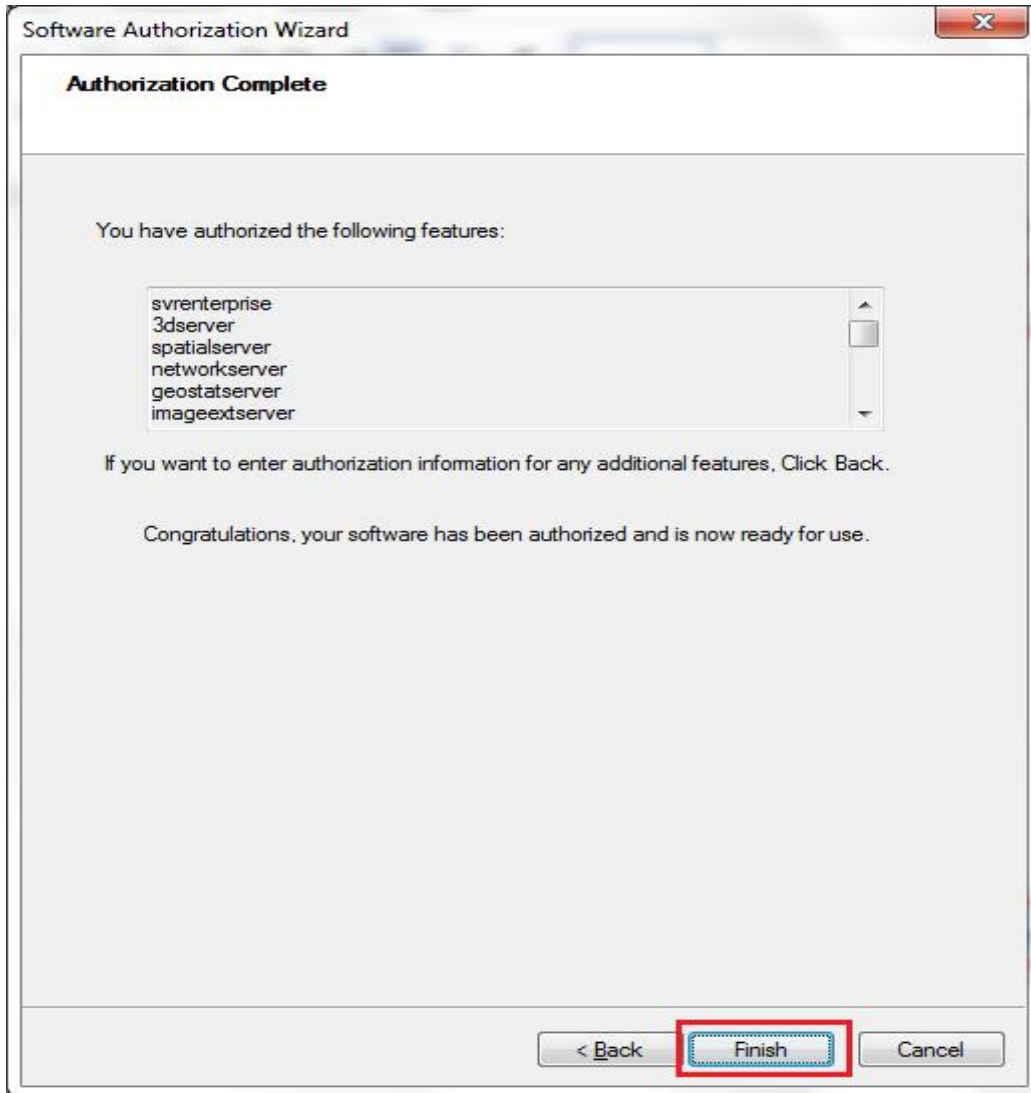 Software Authorization Wizard
Authorization Complete
You have authorized the following features:
svrenterprise
3dserver
spatialserver
networkserver
geostatserver
imageextserver
If you want to enter authorization information for any additional features, Click Back.
Congratulations, your software has been authorized and is now ready for use.
< Back Finish Cancel